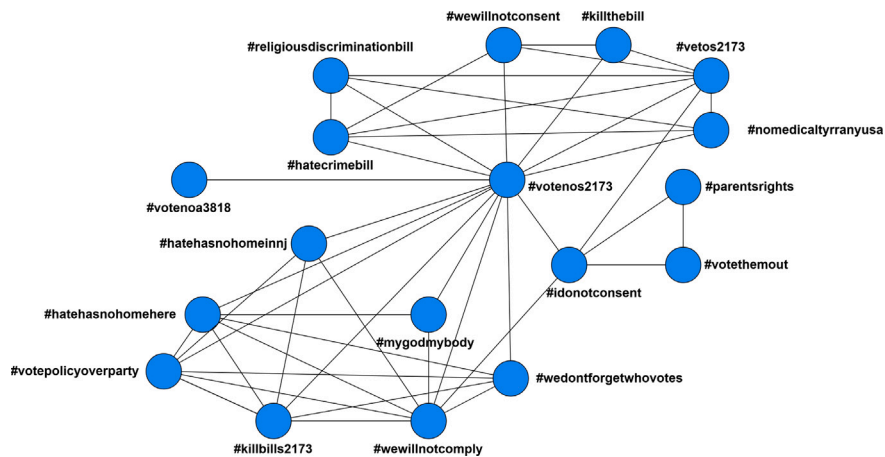 #wewillnotconsent
#killthebill
#religiousdiscriminationbill
#vetos2173
#nomedicaltyrranyusa
#hatecrimebill
#votenoa3818
#votenos2173
#parentsrights
#hatehasnohomeinnj
#votethemout
#idonotconsent
#hatehasnohomehere
#mygodmybody
#votepolicyoverparty
#wedontforgetwhovotes
#killbills2173
#wewillnotcomply